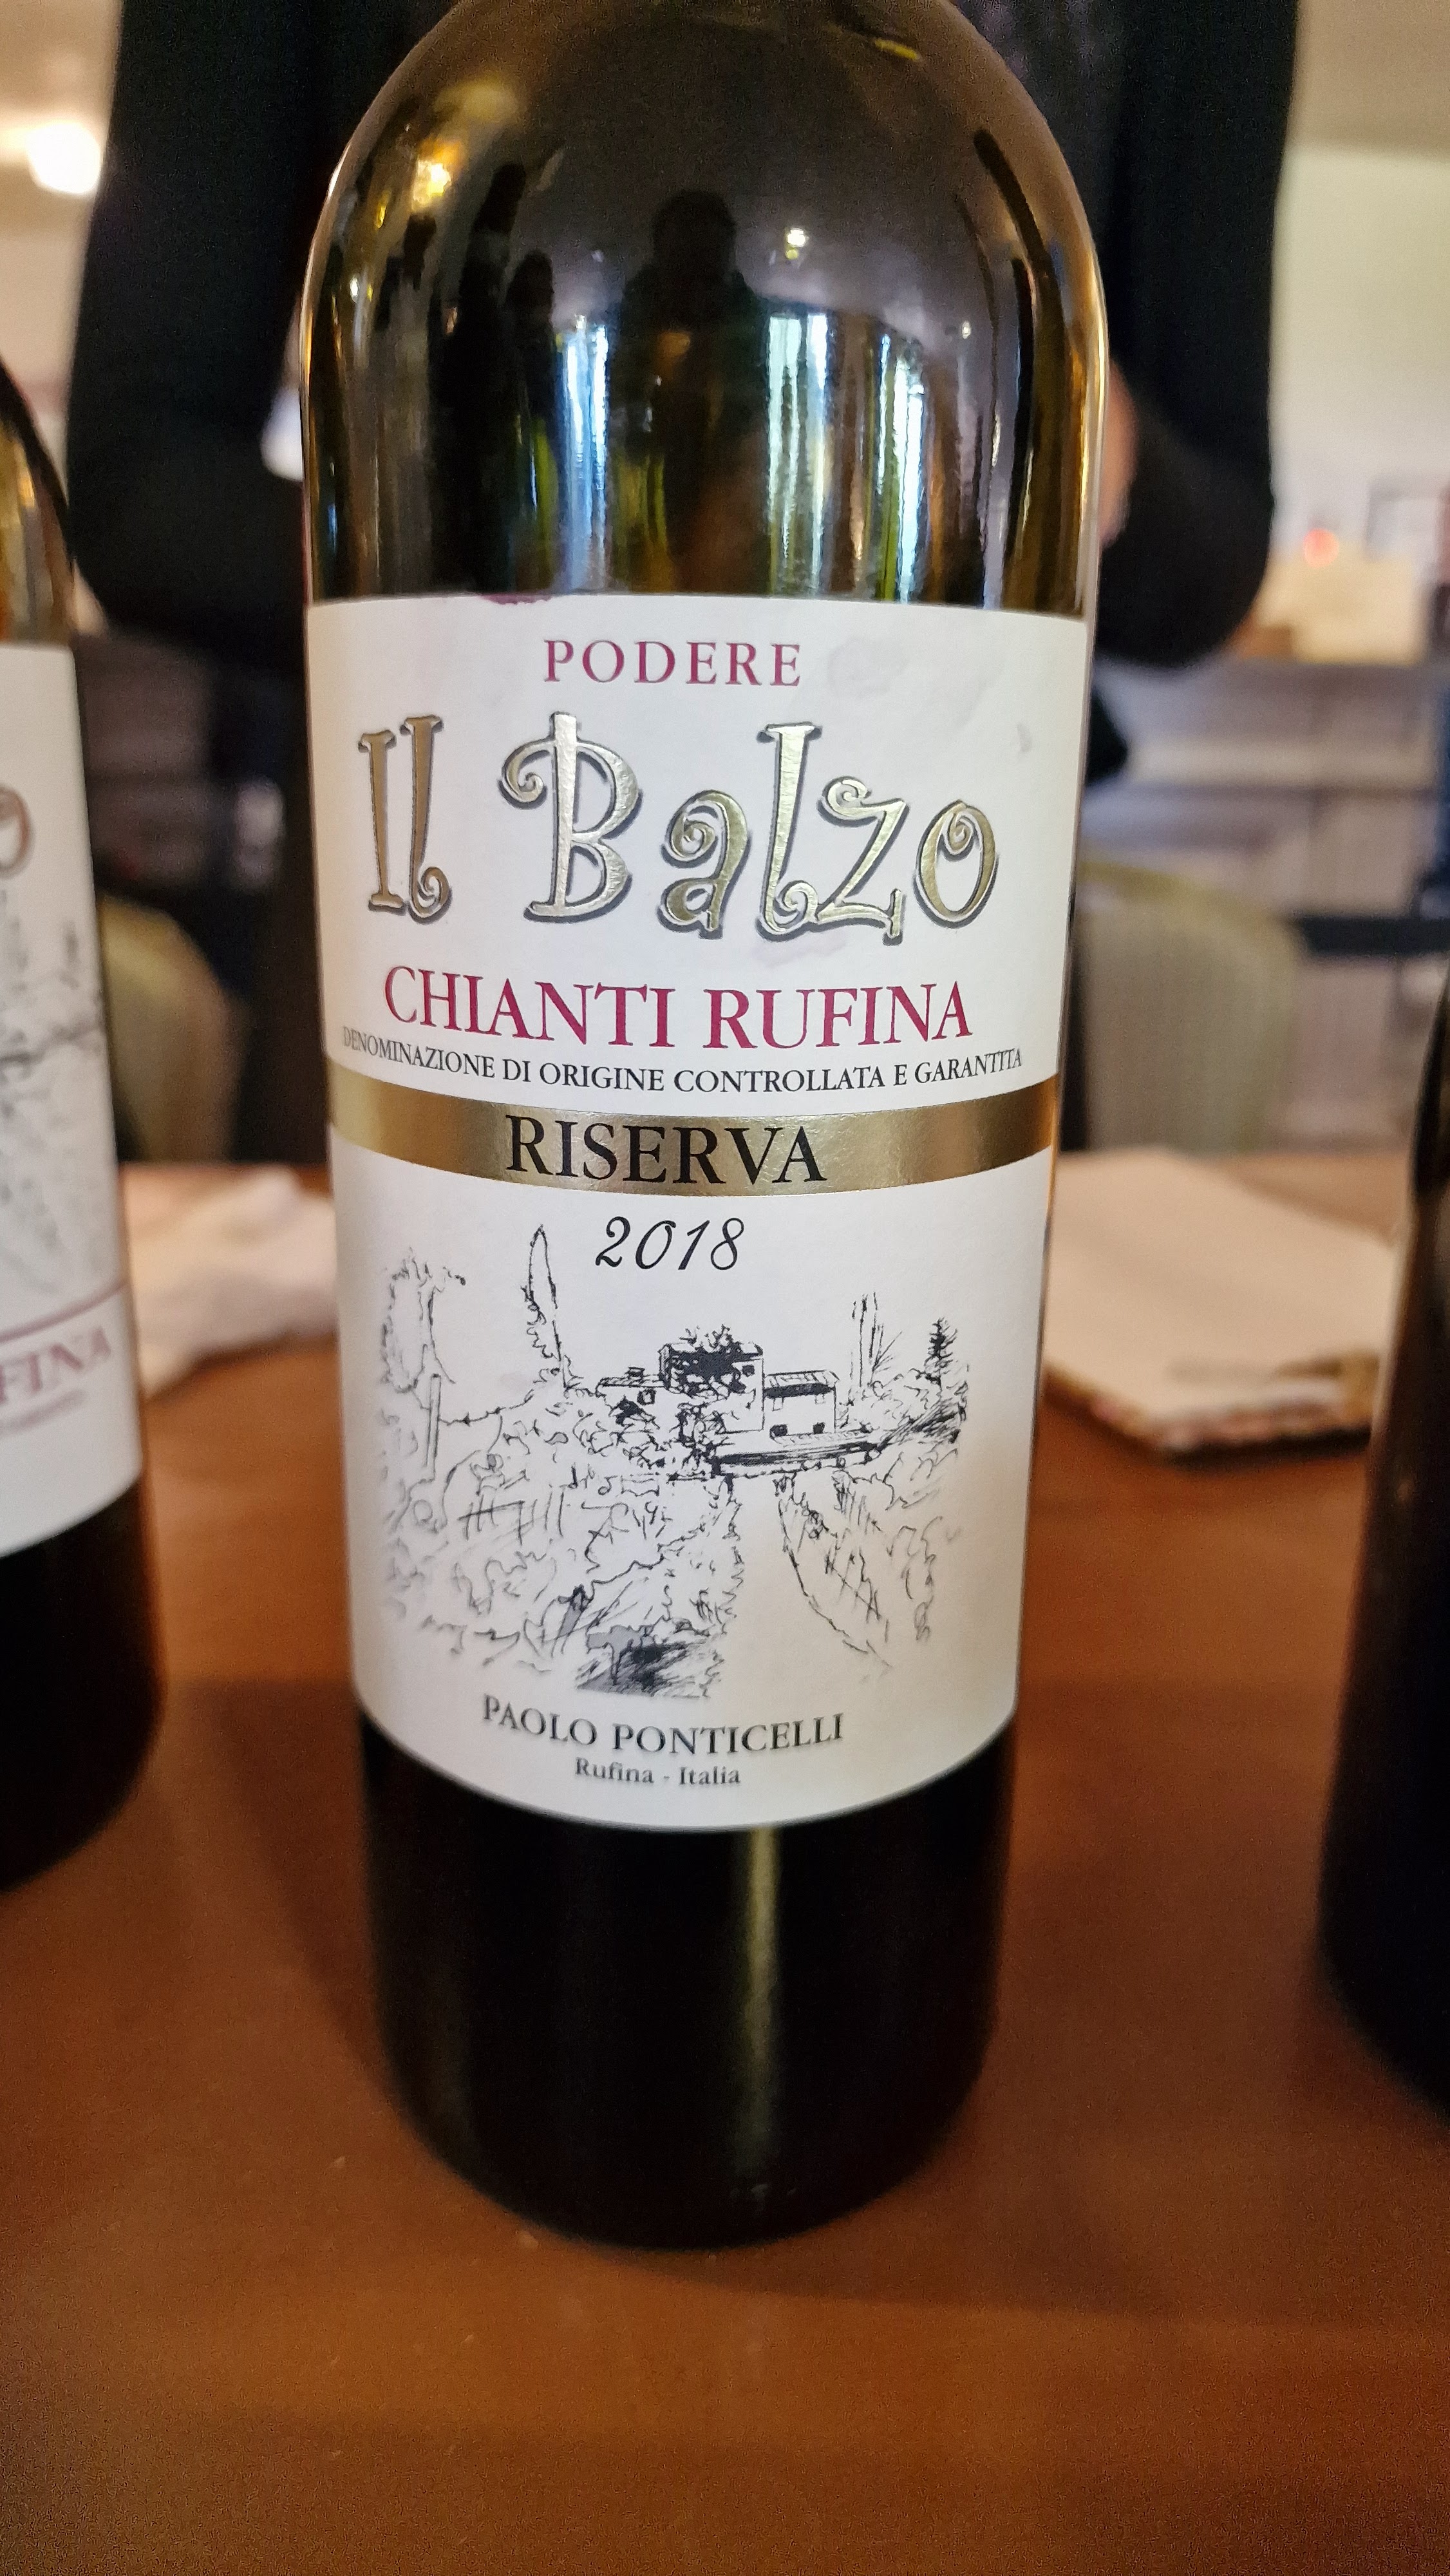 PODERE
Il Balzo
CHIANTI RUFINA
DENOMINAZIONE DI ORIGINE CONTROLLATA E GARANTITA
RISERVA
2018
PAOLO PONTICELLI
Rufina - Italia